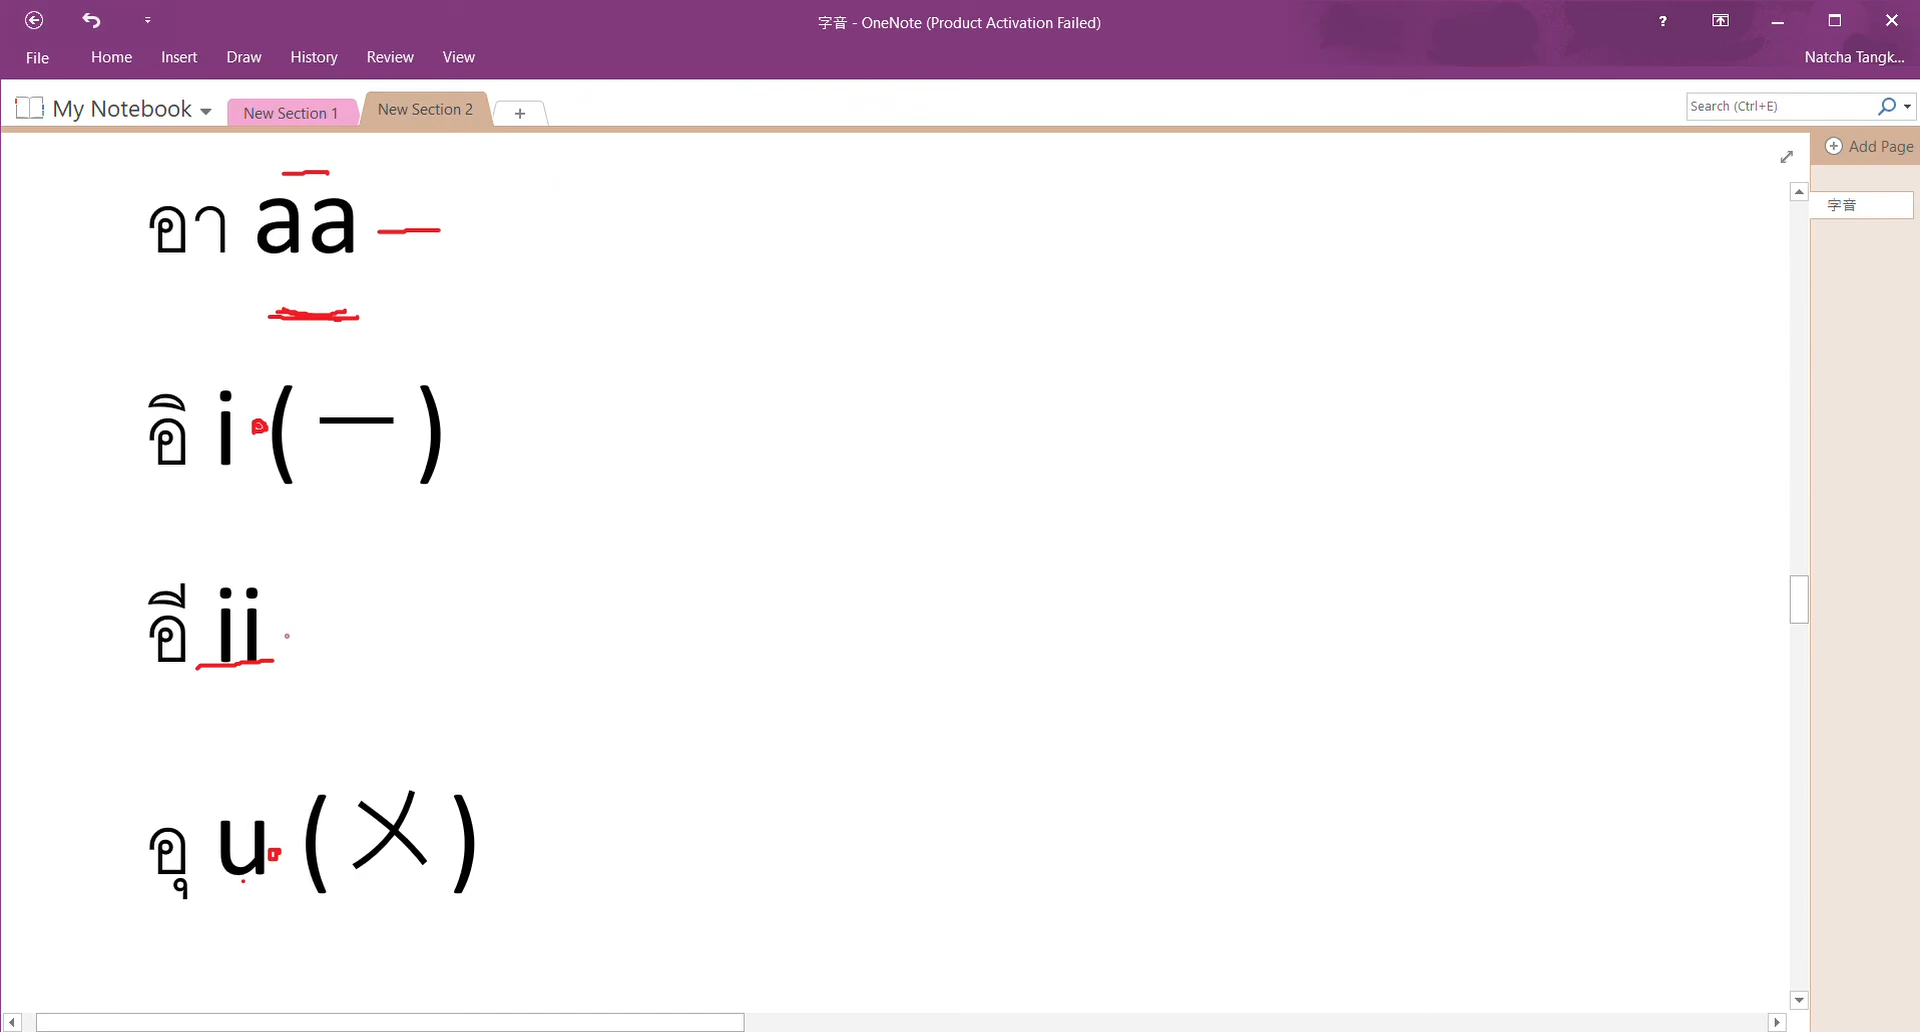 字音 - OneNote (Product Activation Failed)
?
File Home Insert Draw History Review View
Natcha Tangk...
My Notebook New Section 1 New Section 2 +
Search (Ctrl+E)
Add Page
字音
อา aa
อิ i (ㄧ)
อี ii
อุ u (ㄨ)